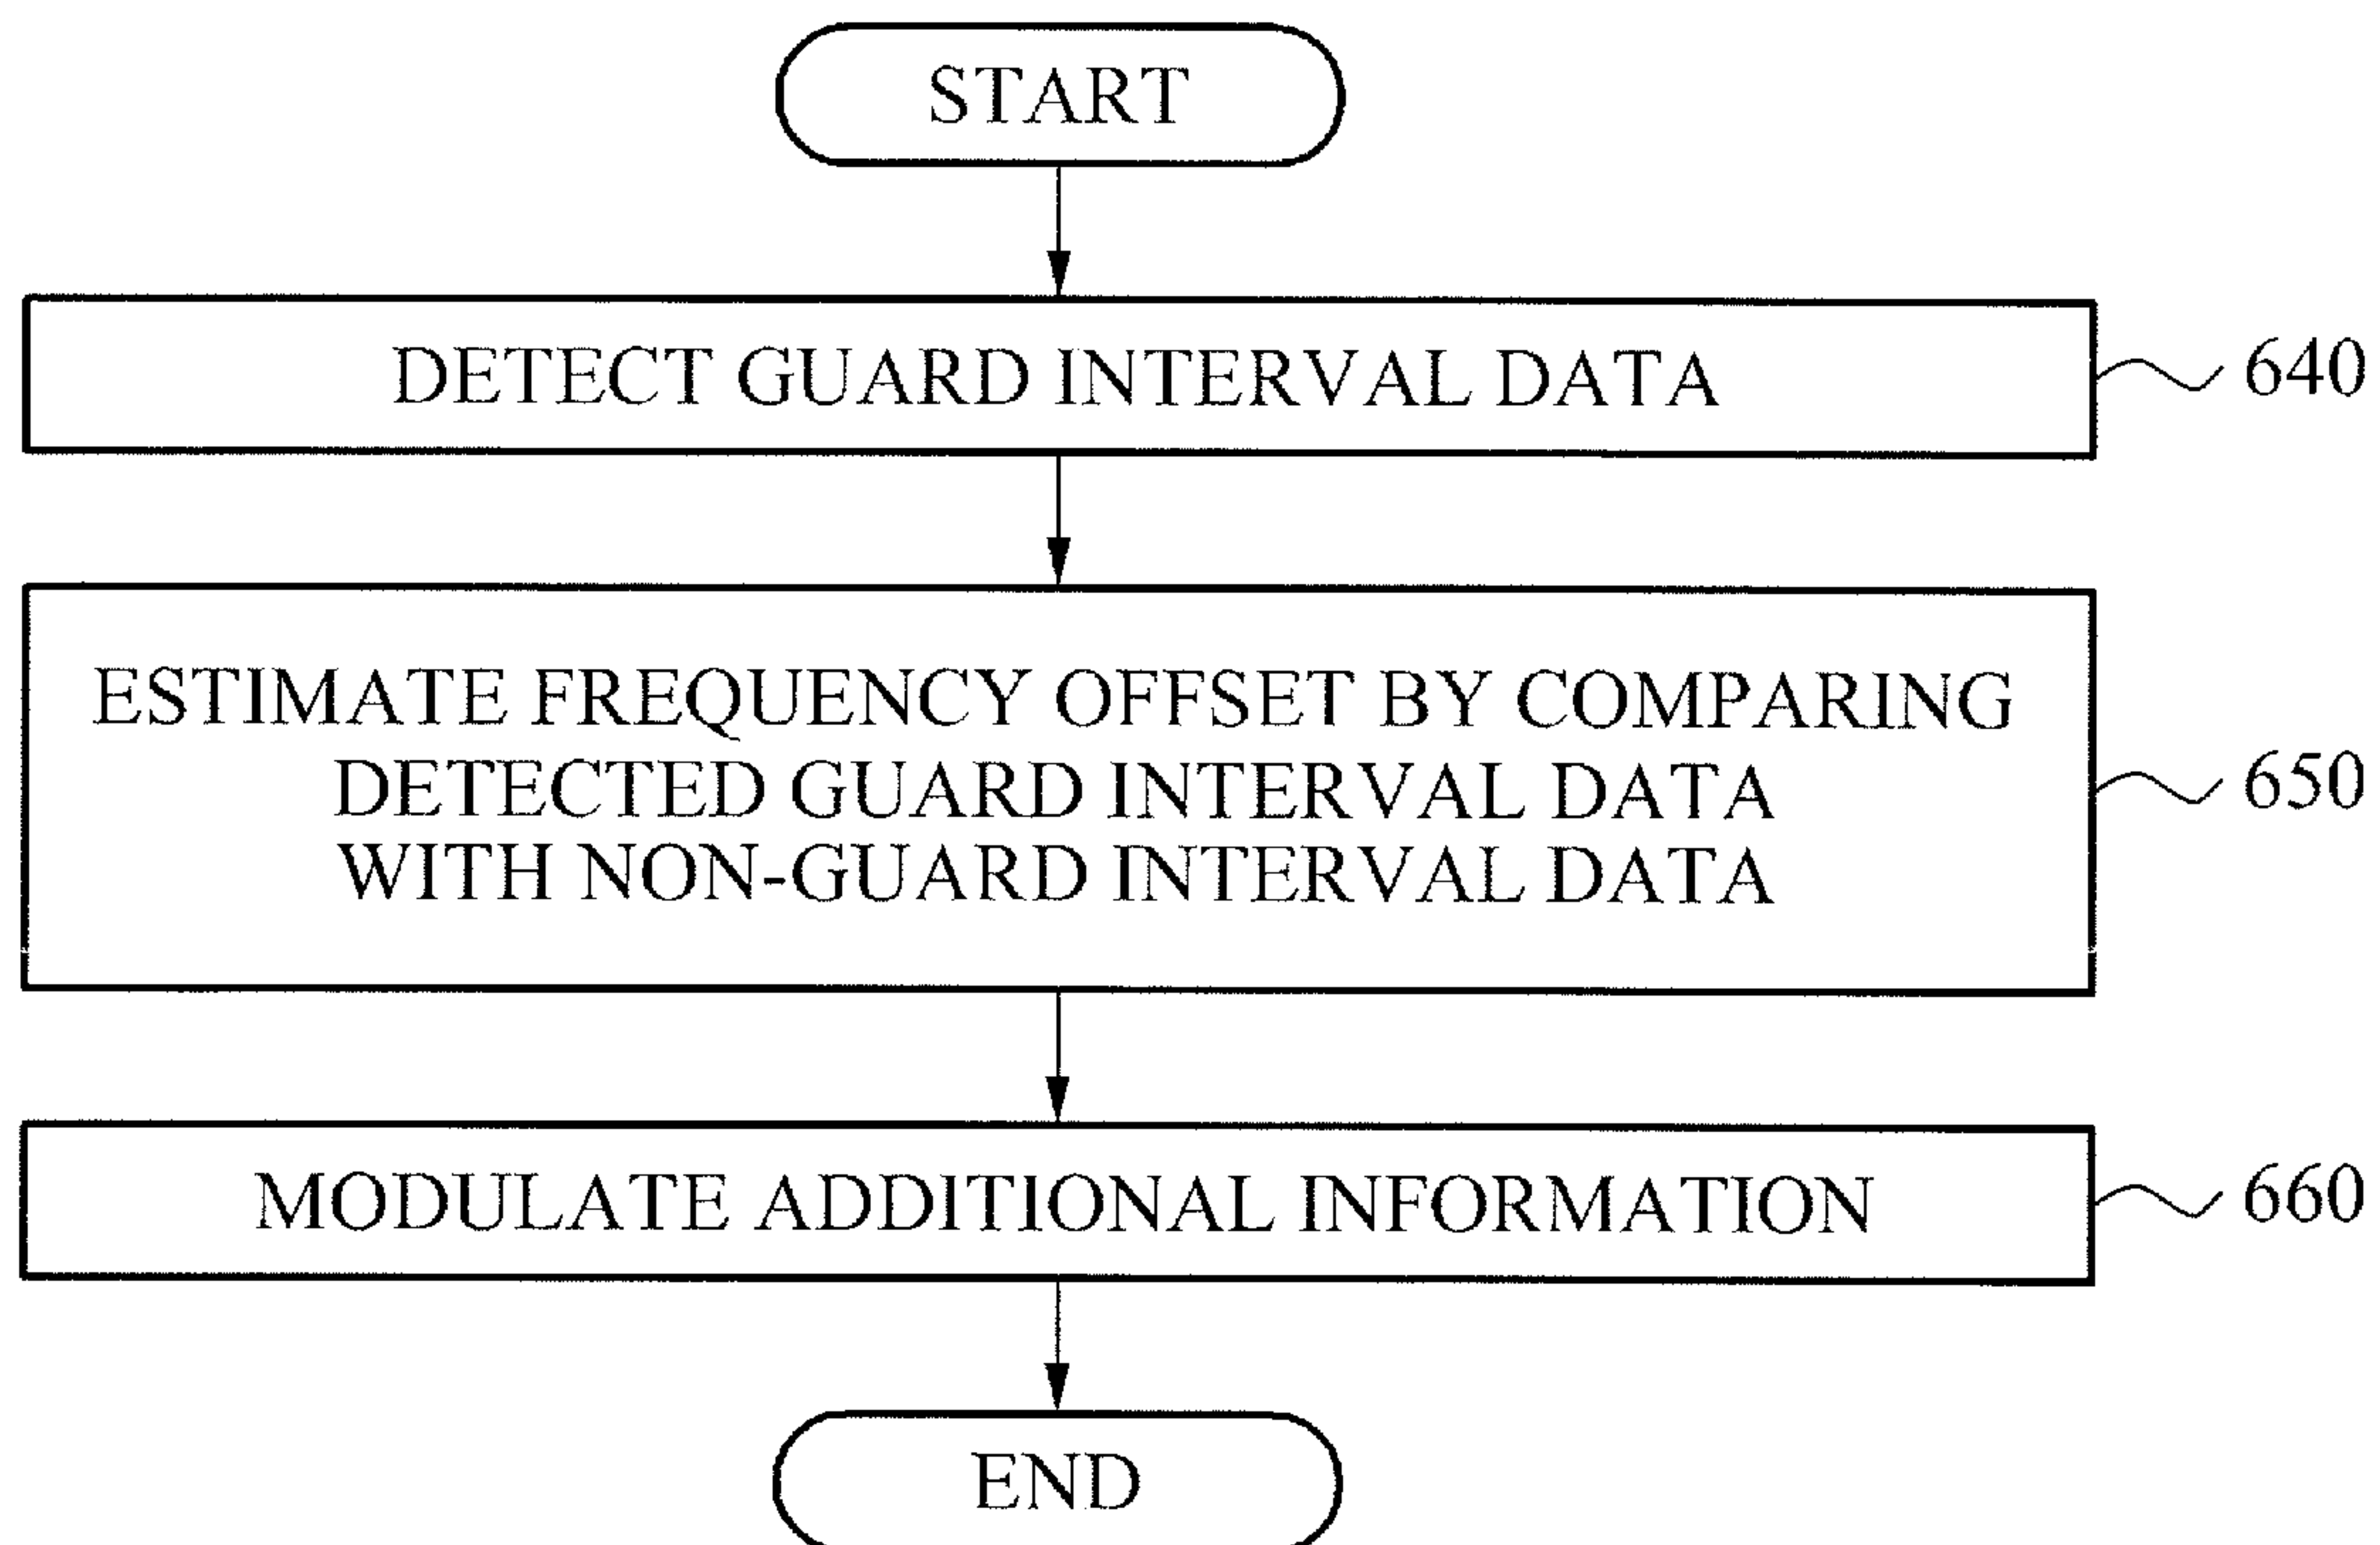 START
DETECT GUARD INTERVAL DATA
640
ESTIMATE FREQUENCY OFFSET BY COMPARING
DETECTED GUARD INTERVAL DATA
WITH NON-GUARD INTERVAL DATA
650
MODULATE ADDITIONAL INFORMATION
660
END